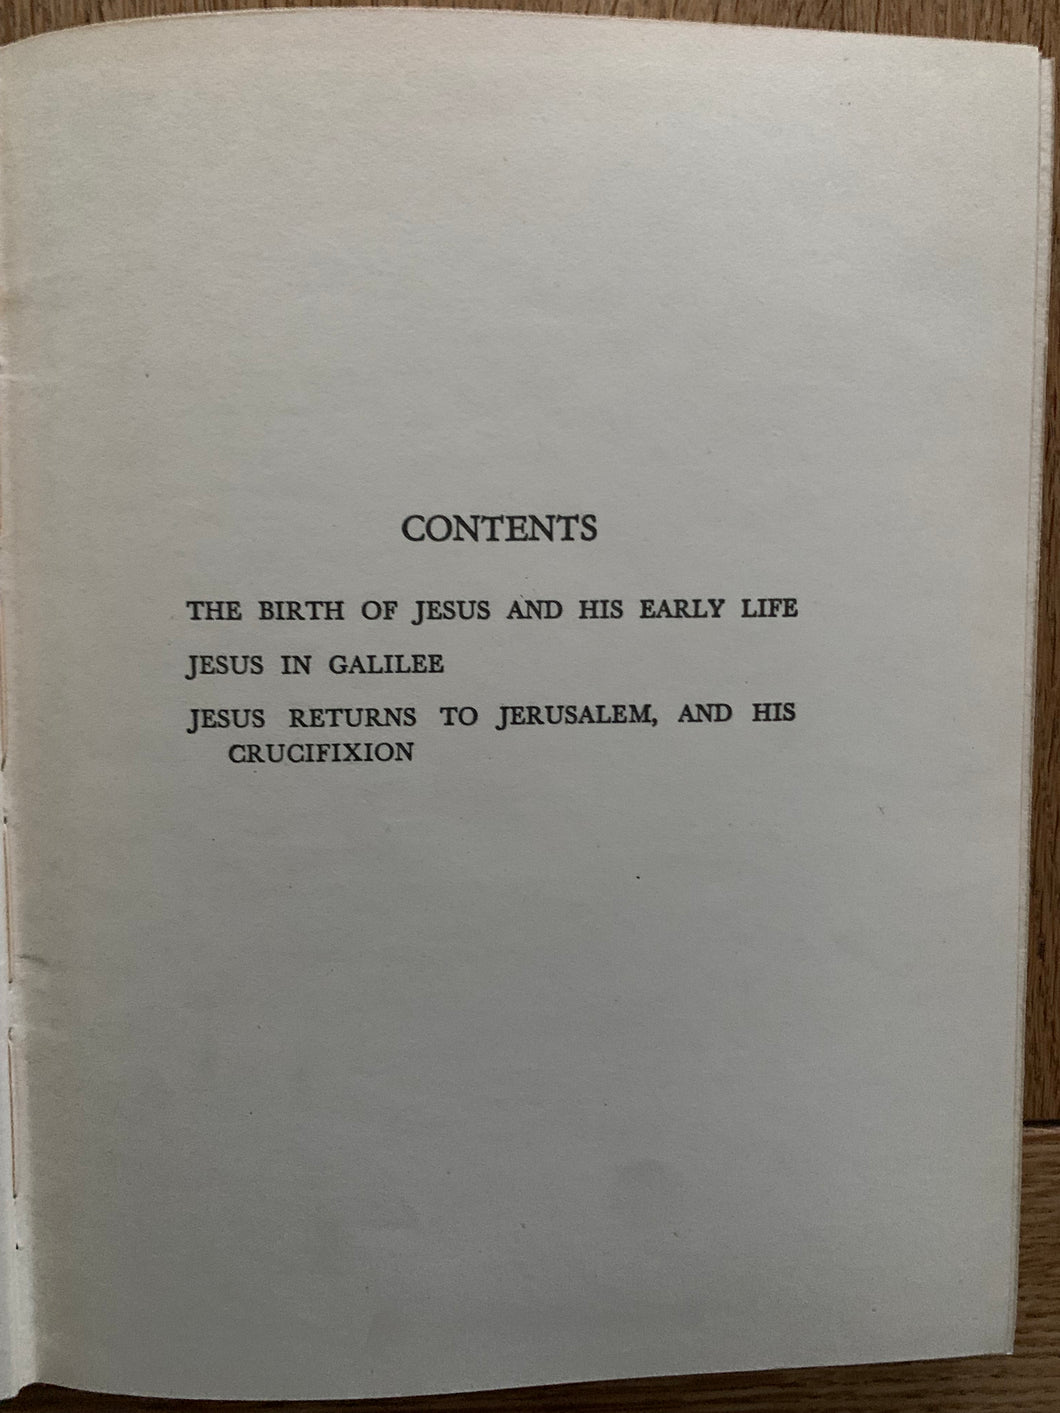 CONTENTS
THE BIRTH OF JESUS AND HIS EARLY LIFE
JESUS IN GALILEE
JESUS RETURNS TO JERUSALEM, AND HIS
CRUCIFIXION